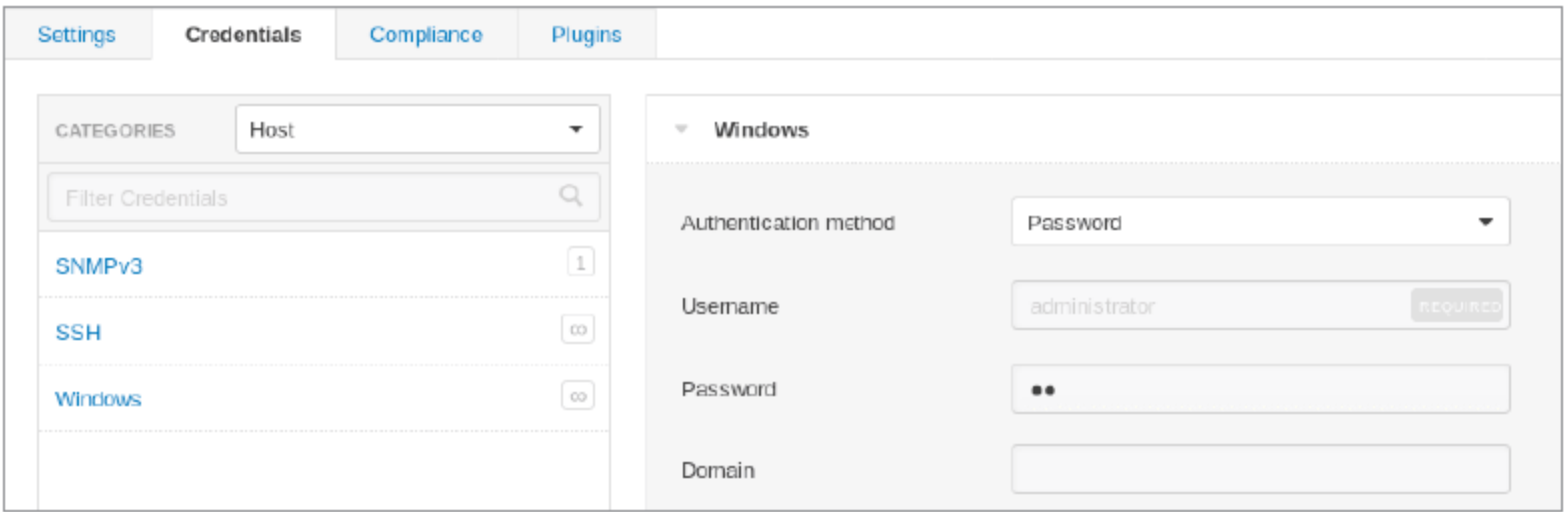 Settings Credentials Compliance Plugins
CATEGORIES Host
Filter Credentials
SNMPv3 1
SSH ∞
Windows ∞
Windows
Authentication method Password
Username administrator REQUIRED
Password ●●
Domain